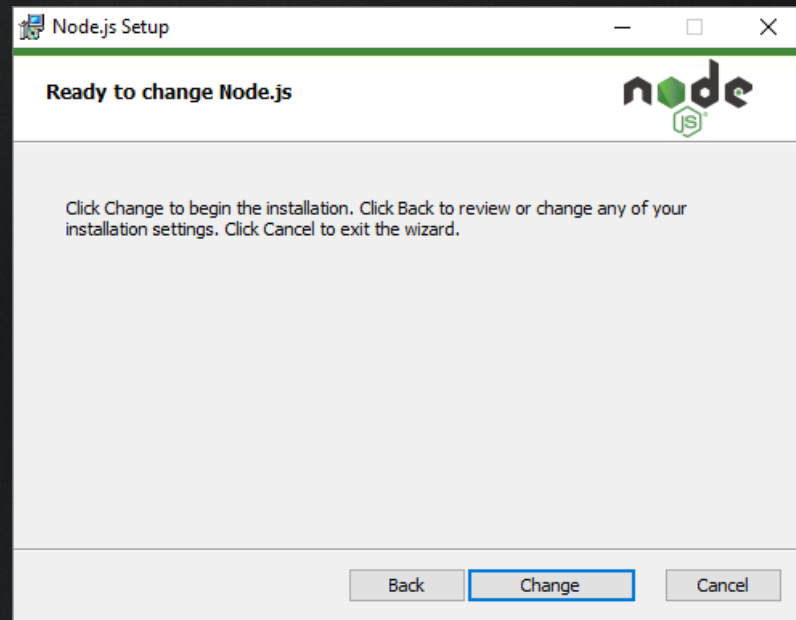 Node.js Setup
Ready to change Node.js
node
JS
Click Change to begin the installation. Click Back to review or change any of your
installation settings. Click Cancel to exit the wizard.
Back
Change
Cancel